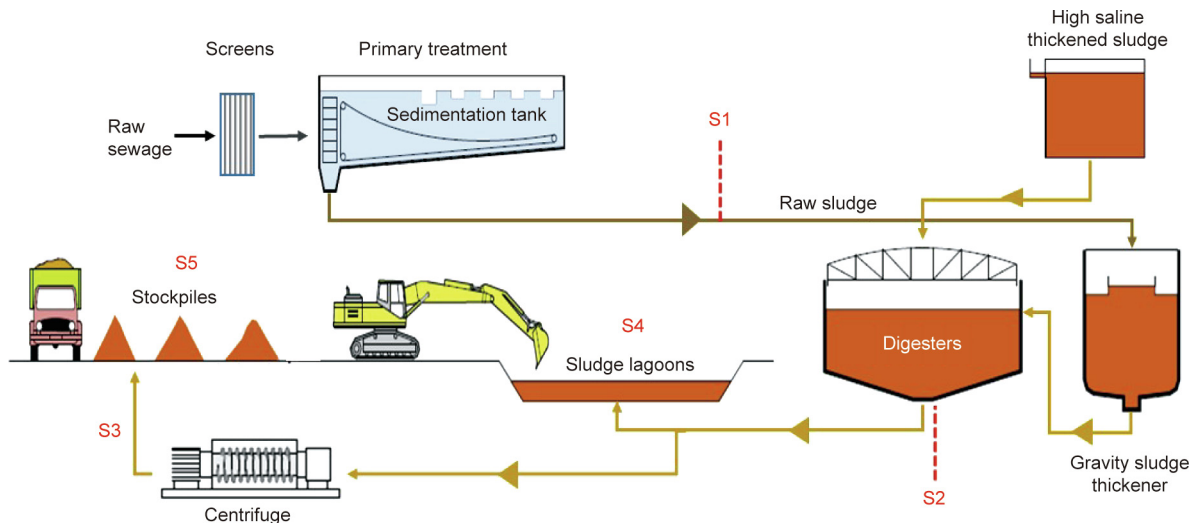 High saline
thickened sludge
Screens
Primary treatment
Sedimentation tank
Raw
sewage
S1
Raw sludge
S5
Stockpiles
S4
Sludge lagoons
Digesters
S3
Gravity sludge
thickener
S2
Centrifuge